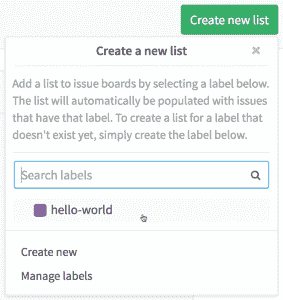 Create new list
Create a new list
Add a list to issue boards by selecting a label below.
The list will automatically be populated with issues
that have that label. To create a list for a label that
doesn't exist yet, simply create the label below.
Search labels
hello-world
Create new
Manage labels